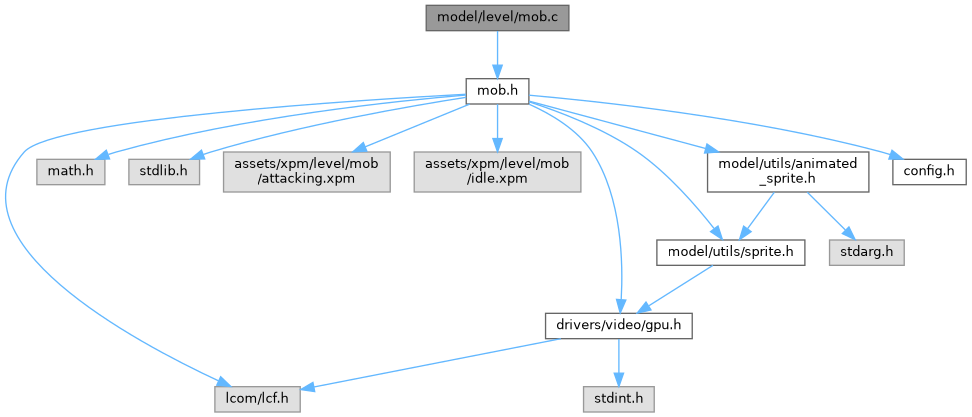 model/level/mob.c
mob.h
math.h
stdlib.h
assets/xpm/level/mob
/attacking.xpm
assets/xpm/level/mob
/idle.xpm
model/utils/animated
_sprite.h
config.h
model/utils/sprite.h
stdarg.h
drivers/video/gpu.h
lcom/lcf.h
stdint.h